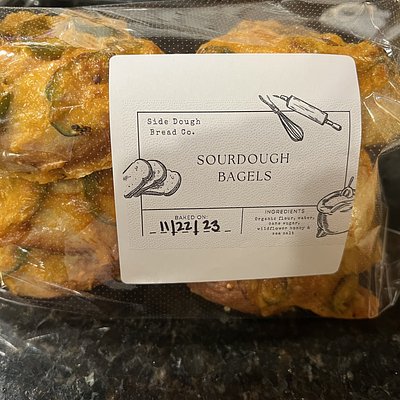 Side Dough
Bread Co.
SOURDOUGH
BAGELS
BAKED ON:
11/22/23
INGREDIENTS
Organic flour, water,
cane sugar,
wildflower honey &
sea salt